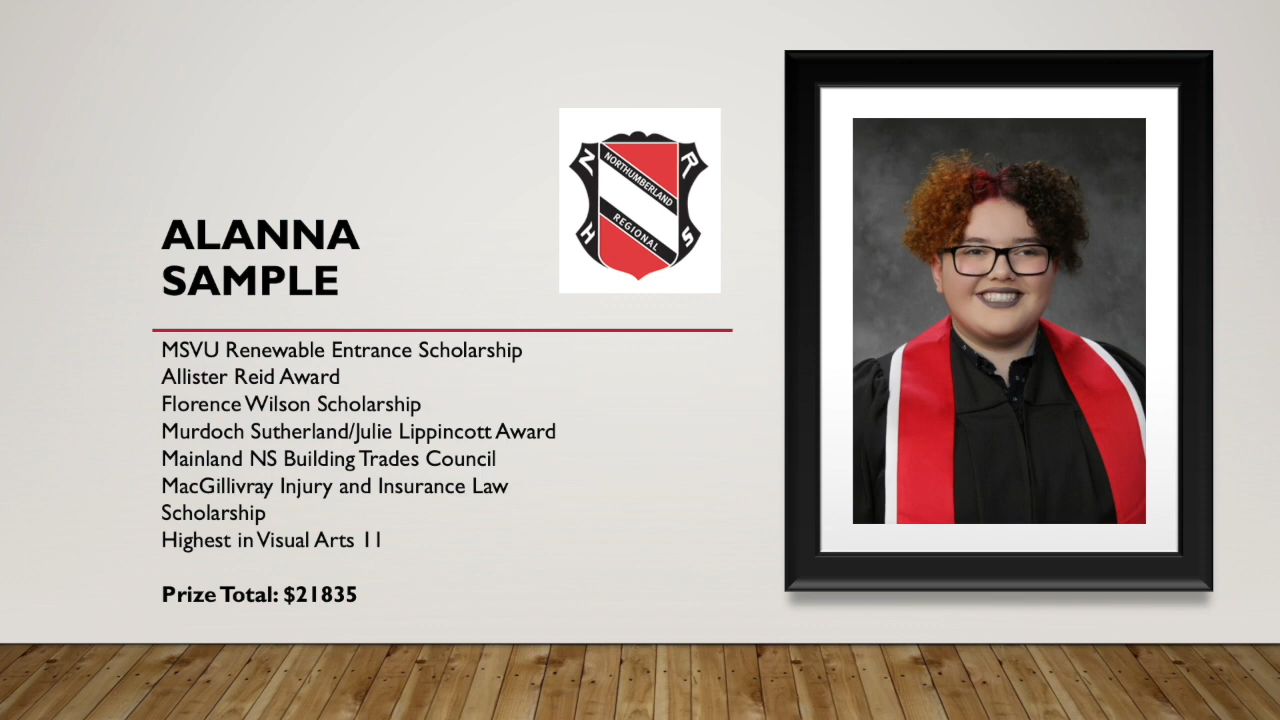 ALANNA
SAMPLE
N
R
H
S
NORTHUMBERLAND
REGIONAL
MSVU Renewable Entrance Scholarship
Allister Reid Award
Florence Wilson Scholarship
Murdoch Sutherland/Julie Lippincott Award
Mainland NS Building Trades Council
MacGillivray Injury and Insurance Law
Scholarship
Highest in Visual Arts 11
Prize Total: $21835